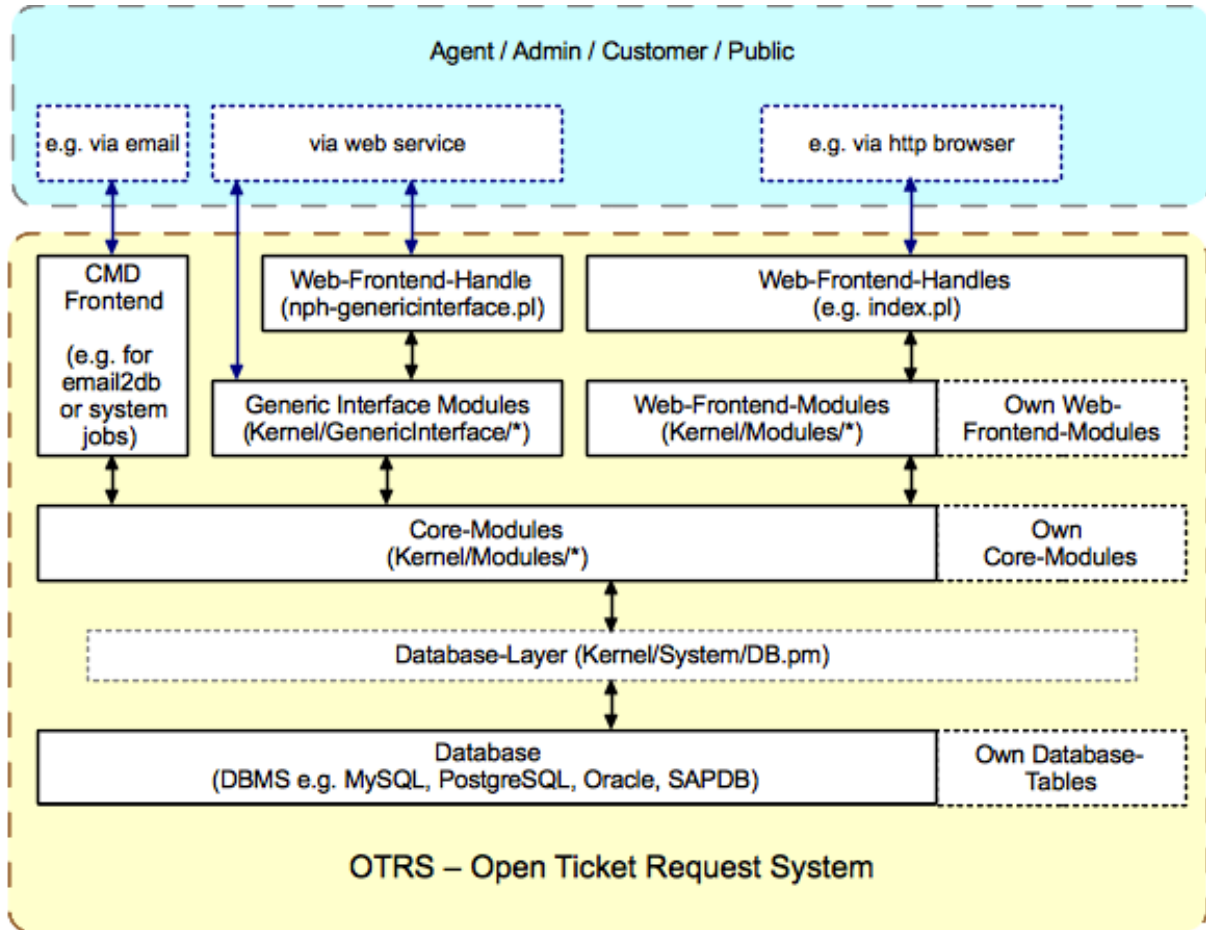 Agent / Admin / Customer / Public
e.g. via email
via web service
e.g. via http browser
CMD
Frontend
(e.g. for
email2db
or system
jobs)
Web-Frontend-Handle
(nph-genericinterface.pl)
Web-Frontend-Handles
(e.g. index.pl)
Generic Interface Modules
(Kernel/GenericInterface/*)
Web-Frontend-Modules
(Kernel/Modules/*)
Own Web-
Frontend-Modules
Core-Modules
(Kernel/Modules/*)
Own
Core-Modules
Database-Layer (Kernel/System/DB.pm)
Database
(DBMS e.g. MySQL, PostgreSQL, Oracle, SAPDB)
Own Database-
Tables
OTRS – Open Ticket Request System